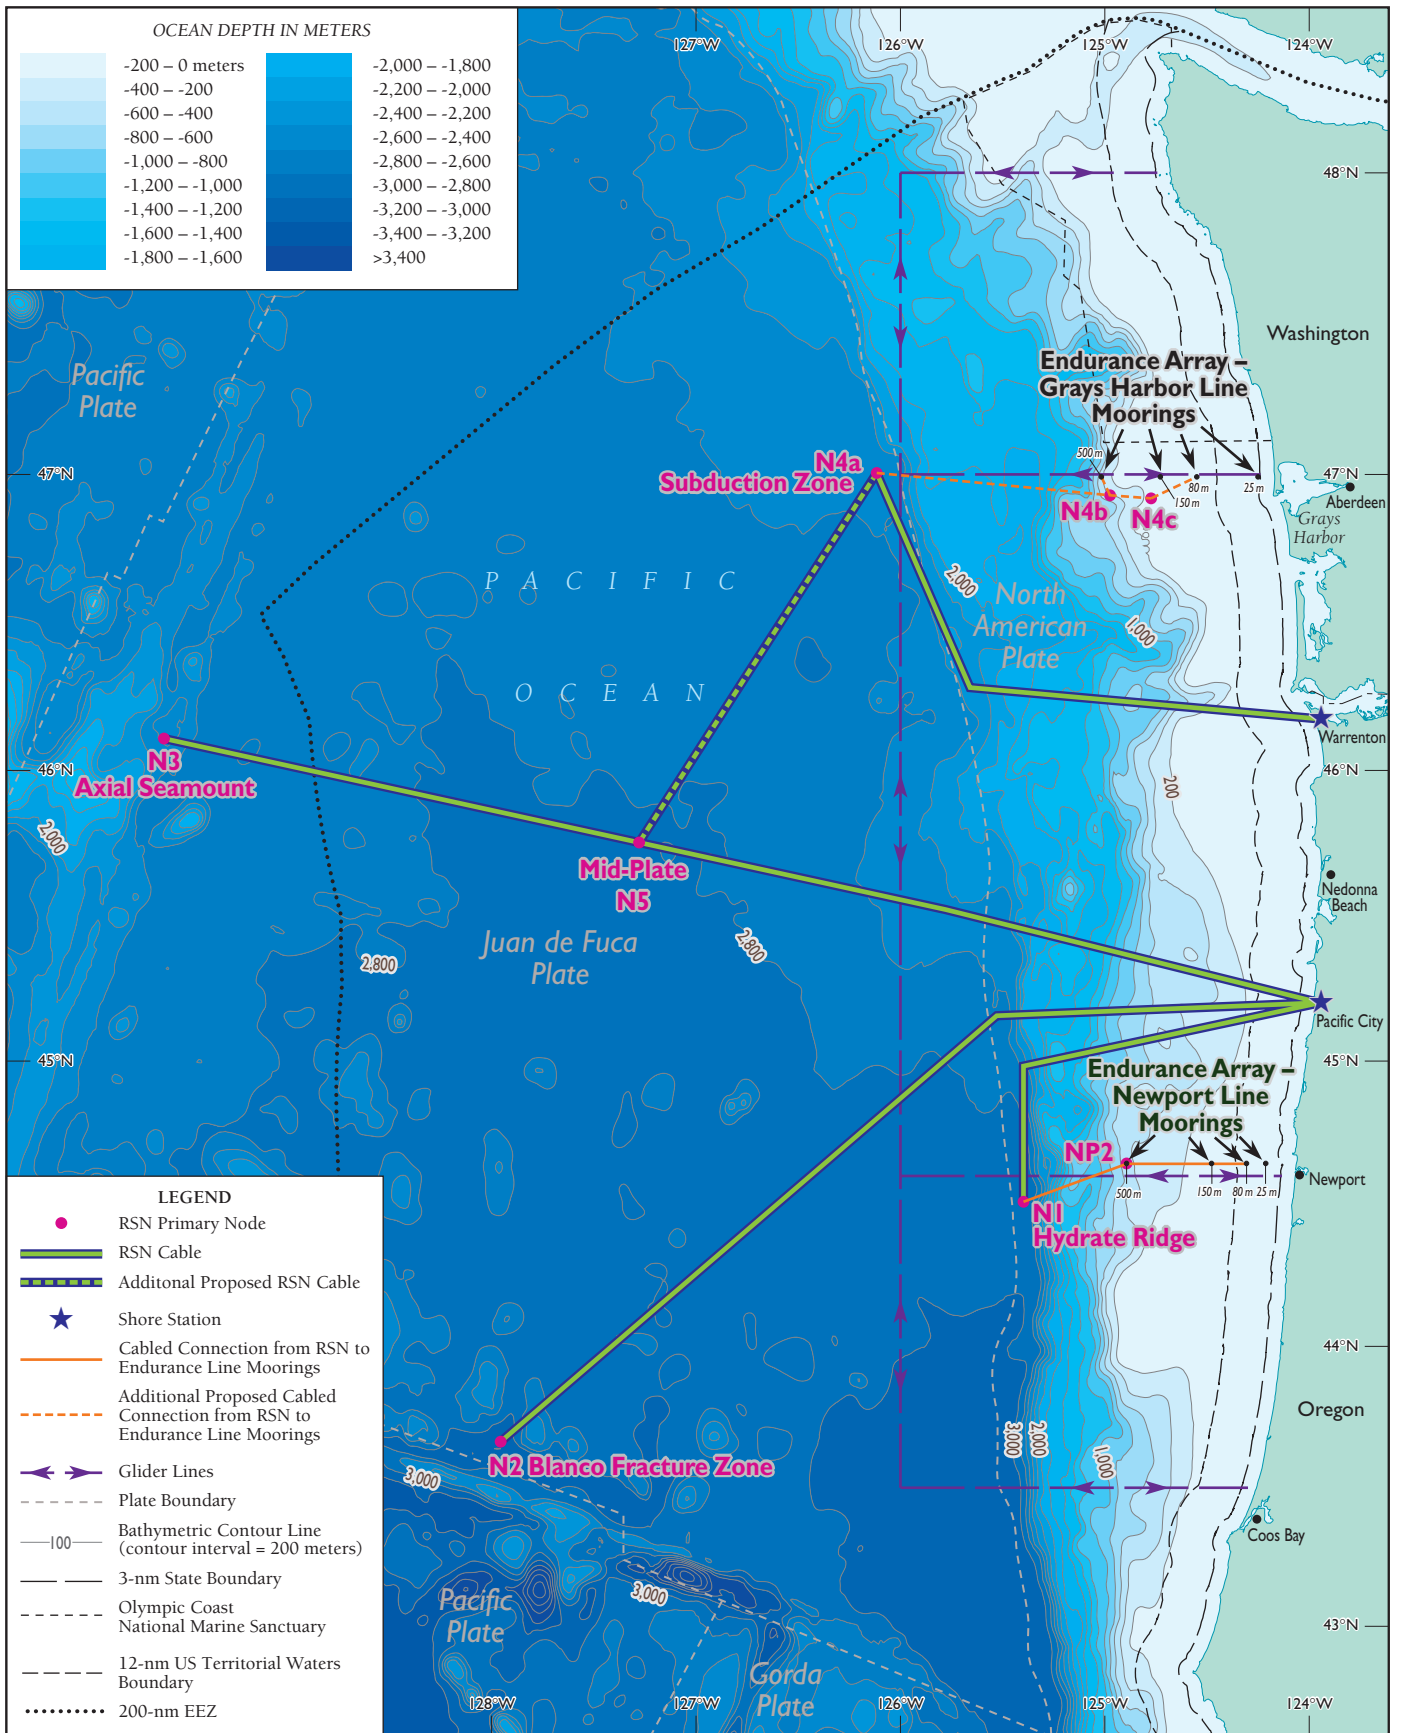 OCEAN DEPTH IN METERS
-200 – 0 meters
-400 – -200
-600 – -400
-800 – -600
-1,000 – -800
-1,200 – -1,000
-1,400 – -1,200
-1,600 – -1,400
-1,800 – -1,600
-2,000 – -1,800
-2,200 – -2,000
-2,400 – -2,200
-2,600 – -2,400
-2,800 – -2,600
-3,000 – -2,800
-3,200 – -3,000
-3,400 – -3,200
>3,400
127°W
126°W
125°W
124°W
48°N
Washington
Pacific
Plate
Endurance Array –
Grays Harbor Line
Moorings
500 m
47°N
N4a
Subduction Zone
47°N
80 m
25 m
150 m
Aberdeen
N4b
N4c
Grays
Harbor
PACIFIC
2,000
North
American
Plate
1,000
OCEAN
Warrenton
N3
Axial Seamount
46°N
46°N
200
2,000
Mid-Plate
N5
Nedonna
Beach
Juan de Fuca
Plate
2,800
2,800
Pacific City
45°N
45°N
Endurance Array –
Newport Line
Moorings
NP2
500 m
150 m
80 m
25 m
Newport
N1
Hydrate Ridge
44°N
Oregon
3,000
2,000
1,000
N2 Blanco Fracture Zone
3,000
Coos Bay
3,000
Pacific
Plate
43°N
Gorda
Plate
128°W
127°W
126°W
125°W
124°W
LEGEND
RSN Primary Node
RSN Cable
Additonal Proposed RSN Cable
Shore Station
Cabled Connection from RSN to
Endurance Line Moorings
Additional Proposed Cabled
Connection from RSN to
Endurance Line Moorings
Glider Lines
Plate Boundary
100
Bathymetric Contour Line
(contour interval = 200 meters)
3-nm State Boundary
Olympic Coast
National Marine Sanctuary
12-nm US Territorial Waters
Boundary
200-nm EEZ